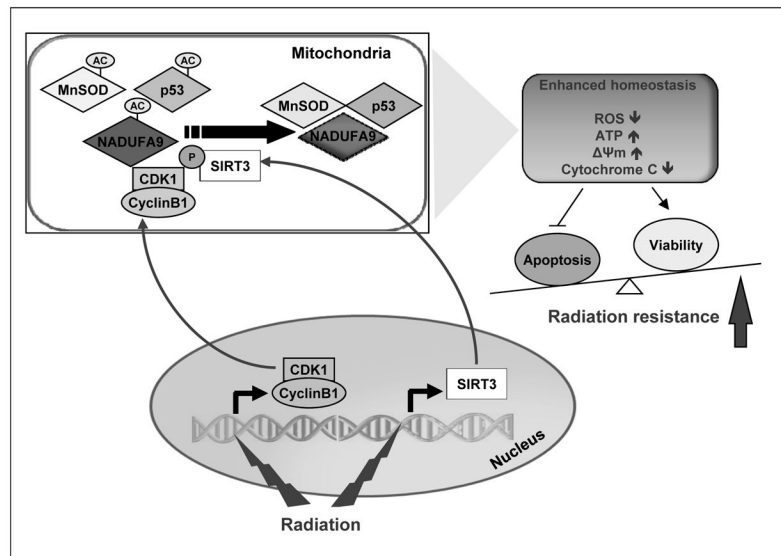 Mitochondria
AC
AC
MnSOD
p53
AC
NADUFA9
P
SIRT3
CDK1
CyclinB1
MnSOD
p53
NADUFA9
Enhanced homeostasis
ROS
ATP
ΔΨm
Cytochrome C
Apoptosis
Viability
Radiation resistance
CDK1
CyclinB1
SIRT3
Nucleus
Radiation